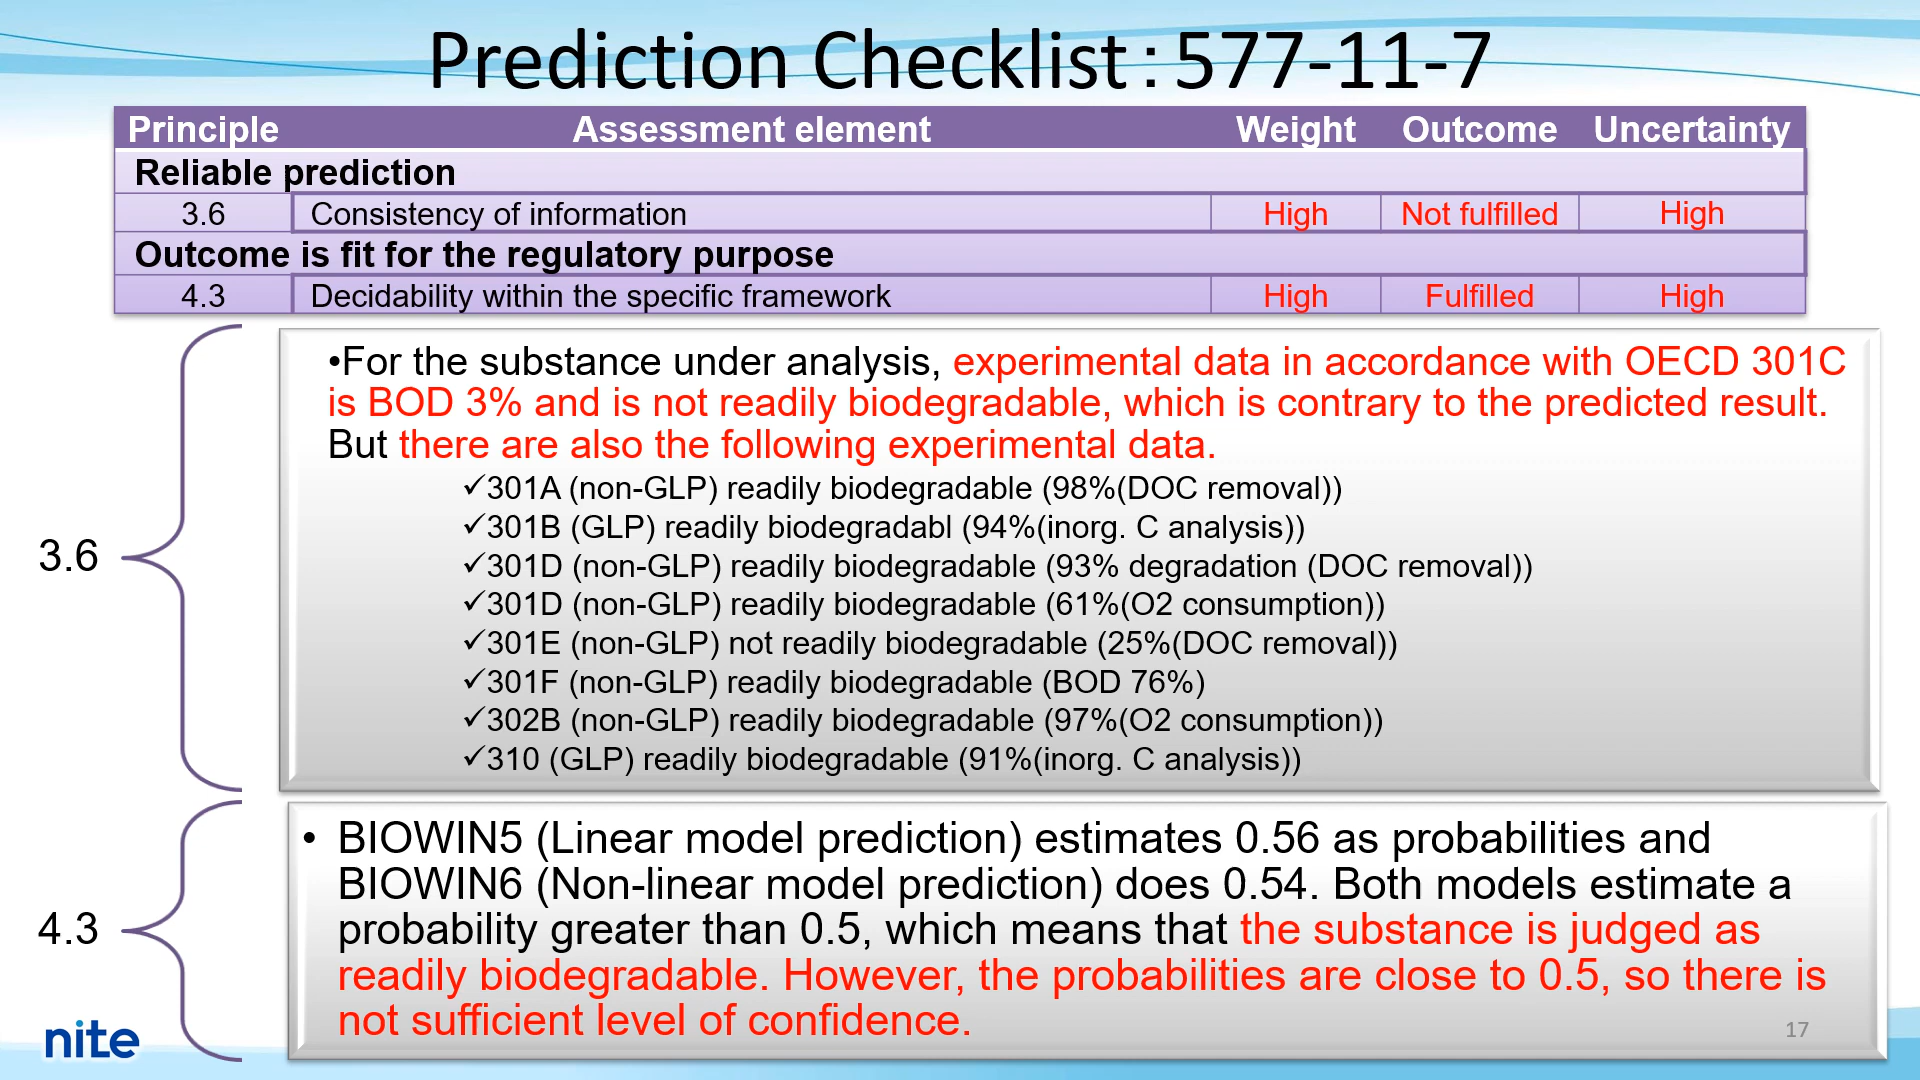 Prediction Checklist：577-11-7
Principle Assessment element Weight Outcome Uncertainty
Reliable prediction
3.6 Consistency of information High Not fulfilled High
Outcome is fit for the regulatory purpose
4.3 Decidability within the specific framework High Fulfilled High
3.6
•For the substance under analysis, experimental data in accordance with OECD 301C
is BOD 3% and is not readily biodegradable, which is contrary to the predicted result.
But there are also the following experimental data.
✓301A (non-GLP) readily biodegradable (98%(DOC removal))
✓301B (GLP) readily biodegradabl (94%(inorg. C analysis))
✓301D (non-GLP) readily biodegradable (93% degradation (DOC removal))
✓301D (non-GLP) readily biodegradable (61%(O2 consumption))
✓301E (non-GLP) not readily biodegradable (25%(DOC removal))
✓301F (non-GLP) readily biodegradable (BOD 76%)
✓302B (non-GLP) readily biodegradable (97%(O2 consumption))
✓310 (GLP) readily biodegradable (91%(inorg. C analysis))
4.3
• BIOWIN5 (Linear model prediction) estimates 0.56 as probabilities and
BIOWIN6 (Non-linear model prediction) does 0.54. Both models estimate a
probability greater than 0.5, which means that the substance is judged as
readily biodegradable. However, the probabilities are close to 0.5, so there is
not sufficient level of confidence.
nite
17